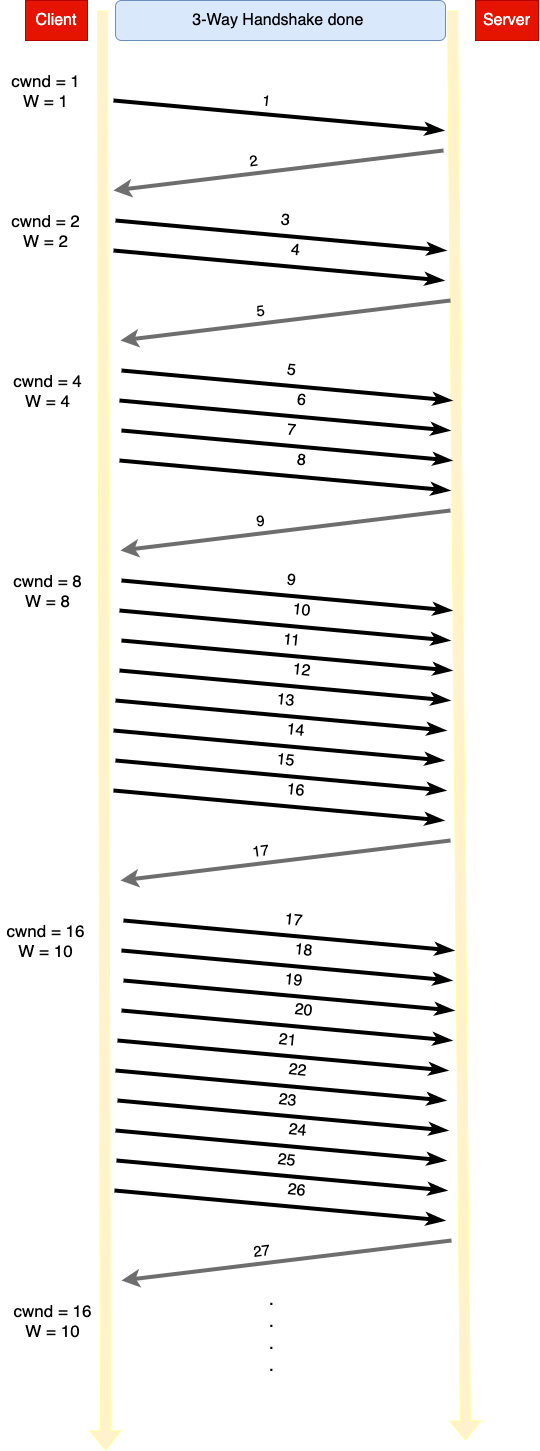 Client
3-Way Handshake done
Server
cwnd = 1
W = 1
1
2
cwnd = 2
W = 2
3
4
5
cwnd = 4
W = 4
5
6
7
8
9
cwnd = 8
W = 8
9
10
11
12
13
14
15
16
17
cwnd = 16
W = 10
17
18
19
20
21
22
23
24
25
26
27
cwnd = 16
W = 10
.
.
.
.